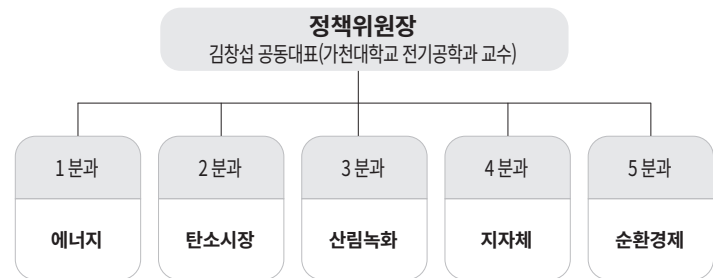 정책위원장
김창섭 공동대표(가천대학교 전기공학과 교수)
1 분과
2 분과
3 분과
4 분과
5 분과
에너지
탄소시장
산림녹화
지자체
순환경제